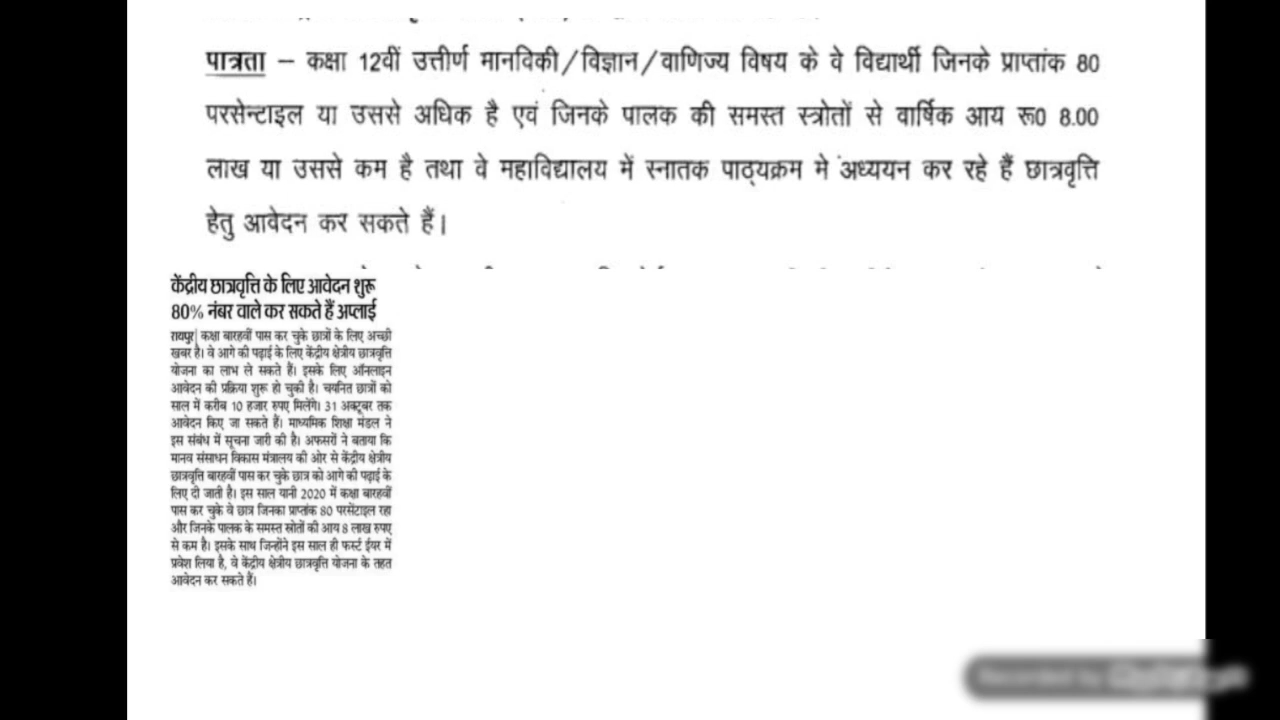 पात्रता – कक्षा 12वीं उत्तीर्ण मानविकी/विज्ञान/वाणिज्य विषय के वे विद्यार्थी जिनके प्राप्तांक 80
परसेन्टाइल या उससे अधिक है एवं जिनके पालक की समस्त स्त्रोतों से वार्षिक आय रू0 8.00
लाख या उससे कम है तथा वे महाविद्यालय में स्नातक पाठ्यक्रम मे अध्ययन कर रहे हैं छात्रवृत्ति
हेतु आवेदन कर सकते हैं।
केंद्रीय छात्रवृत्ति के लिए आवेदन शुरू
80% नंबर वाले कर सकते हैं अप्लाई
रायपुर| कक्षा बारहवीं पास कर चुके छात्रों के लिए अच्छी
खबर है। वे आगे की पढ़ाई के लिए केंद्रीय क्षेत्रीय छात्रवृत्ति
योजना का लाभ ले सकते हैं। इसके लिए ऑनलाइन
आवेदन की प्रक्रिया शुरू हो चुकी है। चयनित छात्रों को
साल में करीब 10 हजार रुपए मिलेंगे। 31 अक्टूबर तक
आवेदन किए जा सकते हैं। माध्यमिक शिक्षा मंडल ने
इस संबंध में सूचना जारी की है। अफसरों ने बताया कि
मानव संसाधन विकास मंत्रालय की ओर से केंद्रीय क्षेत्रीय
छात्रवृत्ति बारहवीं पास कर चुके छात्र को आगे की पढ़ाई के
लिए दी जाती है। इस साल यानी 2020 में कक्षा बारहवीं
पास कर चुके वे छात्र जिनका प्राप्तांक 80 परसेंटाइल रहा
और जिनके पालक के समस्त स्रोतों की आय 8 लाख रुपए
से कम है। इसके साथ जिन्होंने इस साल ही फर्स्ट ईयर में
प्रवेश लिया है, वे केंद्रीय क्षेत्रीय छात्रवृत्ति योजना के तहत
आवेदन कर सकते हैं।